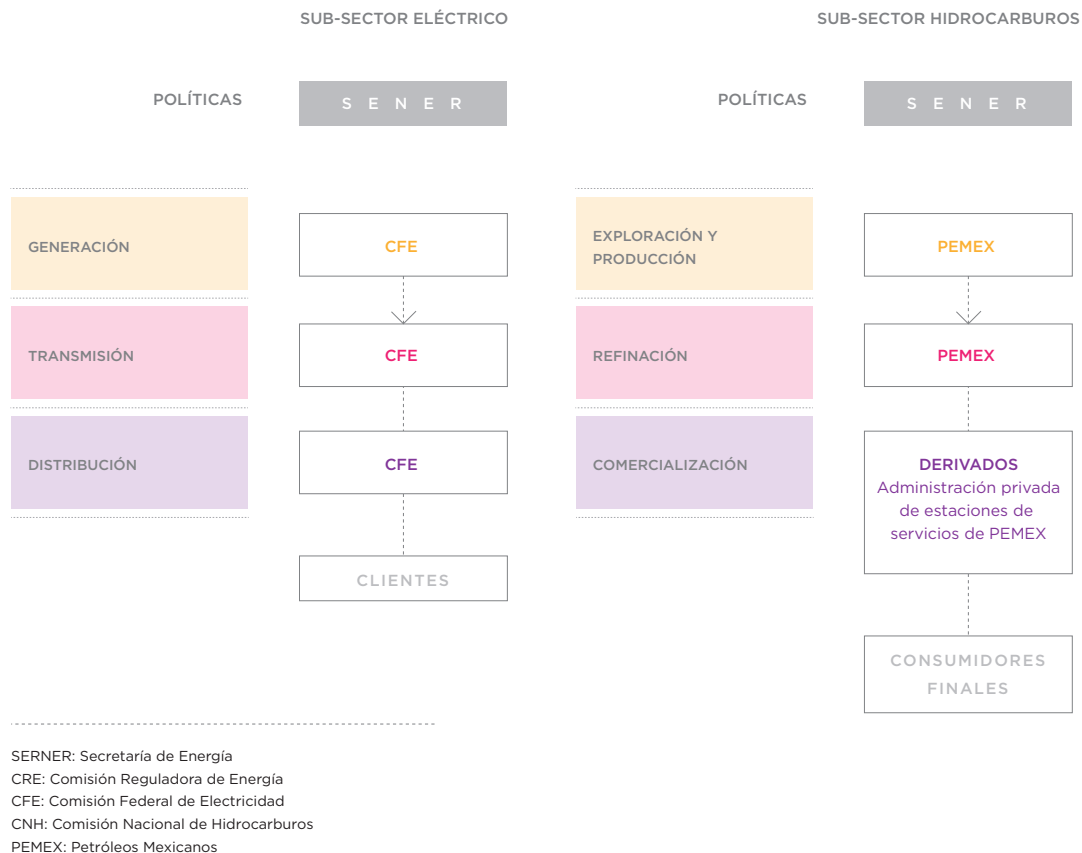 SUB-SECTOR ELÉCTRICO
POLÍTICAS
SENER
GENERACIÓN
CFE
TRANSMISIÓN
CFE
DISTRIBUCIÓN
CFE
CLIENTES
SUB-SECTOR HIDROCARBUROS
POLÍTICAS
SENER
EXPLORACIÓN Y
PRODUCCIÓN
PEMEX
REFINACIÓN
PEMEX
COMERCIALIZACIÓN
DERIVADOS
Administración privada
de estaciones de
servicios de PEMEX
CONSUMIDORES
FINALES
SERNER: Secretaría de Energía
CRE: Comisión Reguladora de Energía
CFE: Comisión Federal de Electricidad
CNH: Comisión Nacional de Hidrocarburos
PEMEX: Petróleos Mexicanos